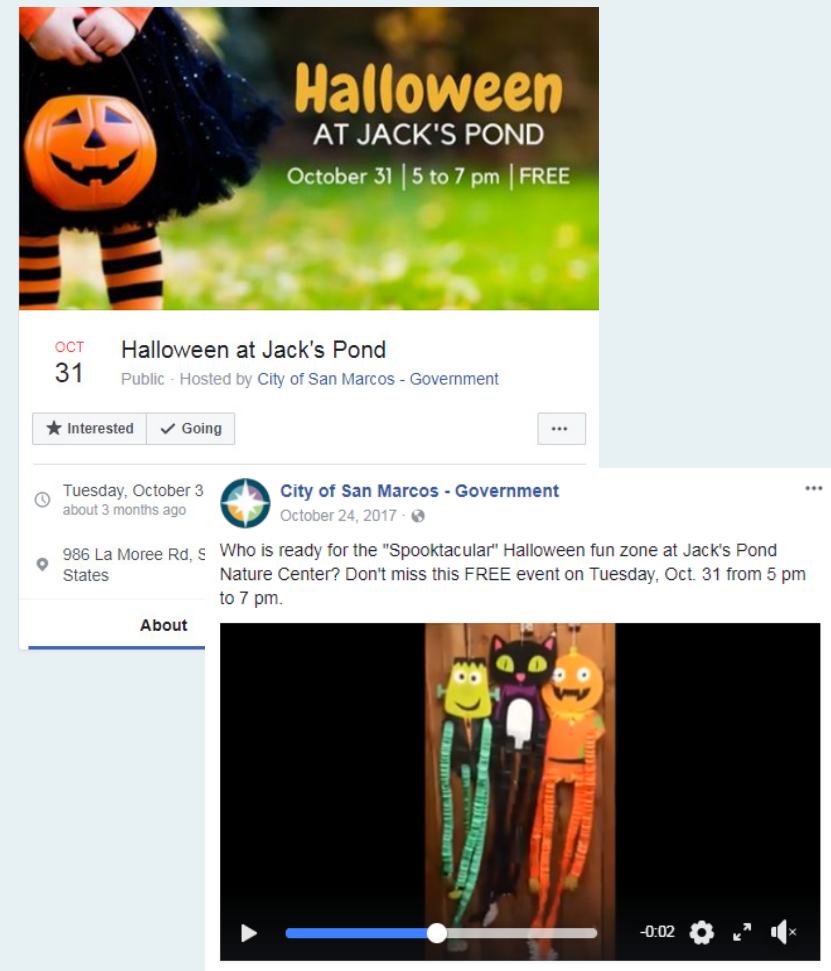 Halloween
AT JACK'S POND
October 31 | 5 to 7 pm | FREE
OCT
31
Halloween at Jack's Pond
Public · Hosted by City of San Marcos - Government
Interested
Going
Tuesday, October 3
about 3 months ago
986 La Moree Rd, S
States
About
City of San Marcos - Government
October 24, 2017 ·
Who is ready for the "Spooktacular" Halloween fun zone at Jack's Pond
Nature Center? Don't miss this FREE event on Tuesday, Oct. 31 from 5 pm
to 7 pm.
-0:02